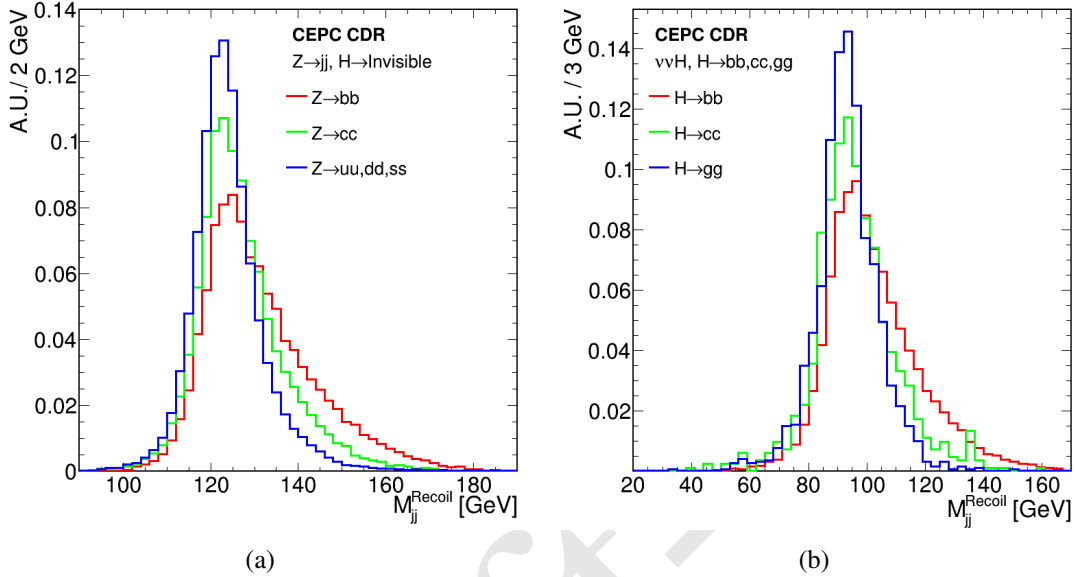 A.U./ 2 GeV
0.14
0.12
0.1
0.08
0.06
0.04
0.02
0
CEPC CDR
Z→jj, H→Invisible
Z→bb
Z→cc
Z→uu,dd,ss
100 120 140 160 180
M_jj^Recoil [GeV]
(a)
A.U. / 3 GeV
0.14
0.12
0.1
0.08
0.06
0.04
0.02
CEPC CDR
ννH, H→bb,cc,gg
H→bb
H→cc
H→gg
20 40 60 80 100 120 140 160
M_jj^Recoil [GeV]
(b)